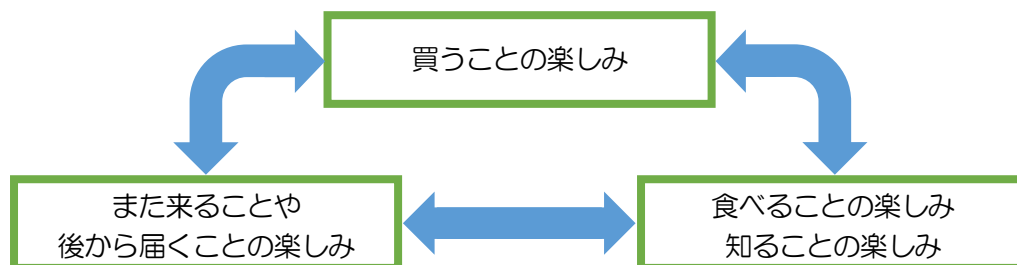 買うことの楽しみ
また来ることや
後から届くことの楽しみ
食べることの楽しみ
知ることの楽しみ